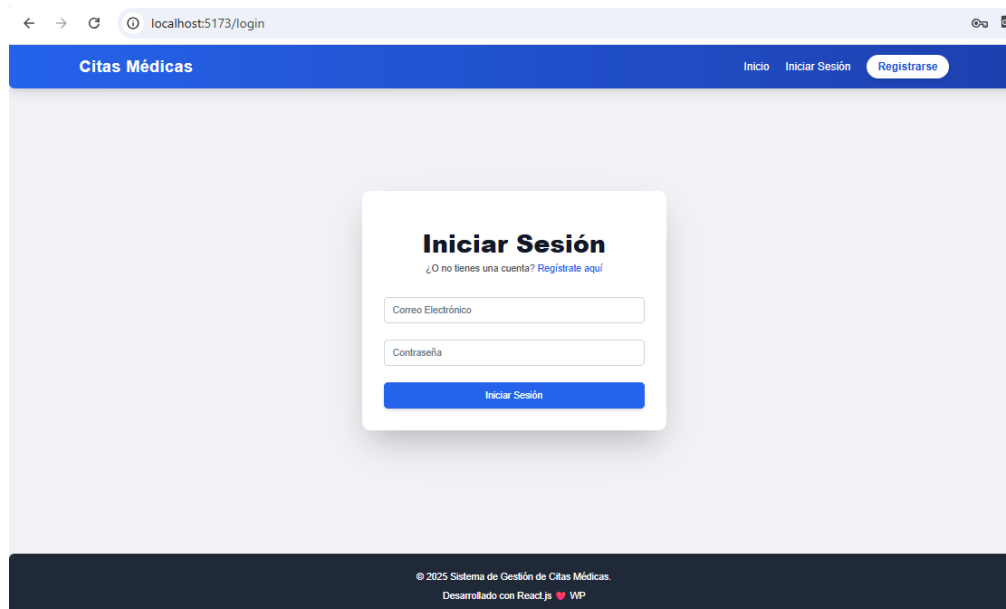 localhost:5173/login
Citas Médicas
Inicio Iniciar Sesión Registrarse
Iniciar Sesión
¿O no tienes una cuenta? Regístrate aquí
Correo Electrónico
Contraseña
Iniciar Sesión
© 2025 Sistema de Gestión de Citas Médicas.
Desarrollado con React.js ❤️ WP